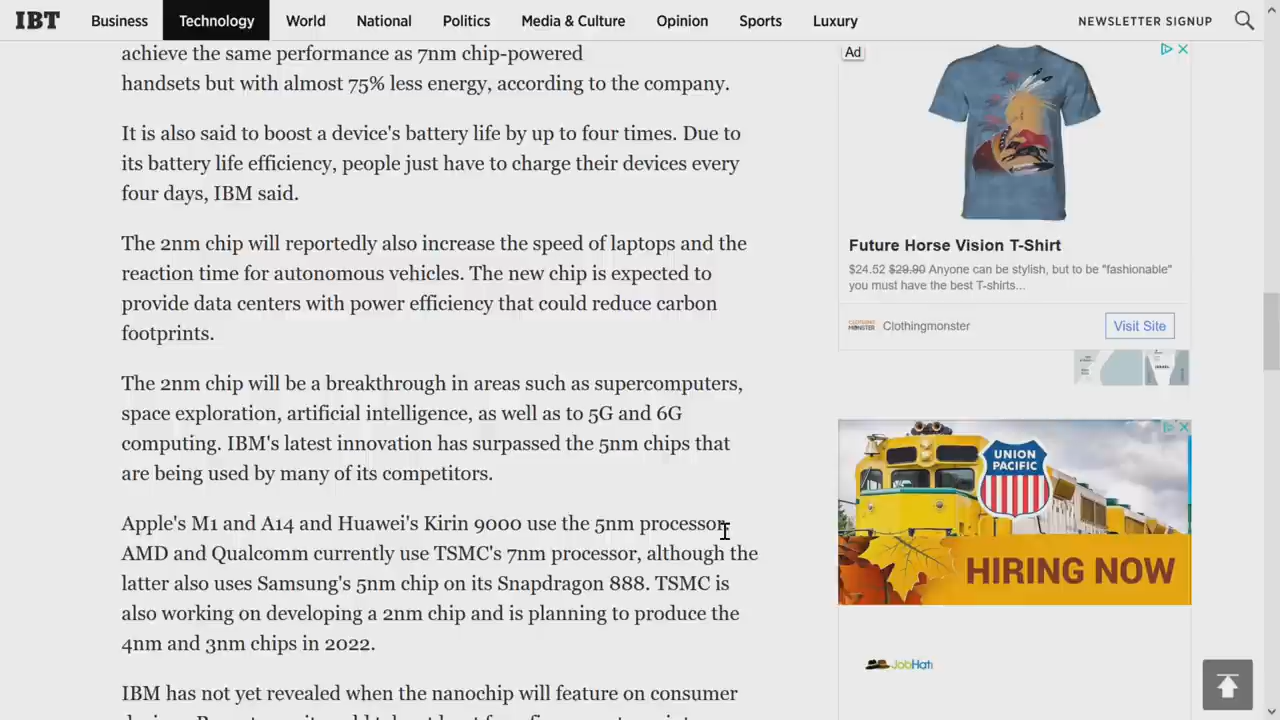 IBT
Business
Technology
World
National
Politics
Media & Culture
Opinion
Sports
Luxury
NEWSLETTER SIGNUP
achieve the same performance as 7nm chip-powered
handsets but with almost 75% less energy, according to the company.
It is also said to boost a device's battery life by up to four times. Due to
its battery life efficiency, people just have to charge their devices every
four days, IBM said.
The 2nm chip will reportedly also increase the speed of laptops and the
reaction time for autonomous vehicles. The new chip is expected to
provide data centers with power efficiency that could reduce carbon
footprints.
The 2nm chip will be a breakthrough in areas such as supercomputers,
space exploration, artificial intelligence, as well as to 5G and 6G
computing. IBM's latest innovation has surpassed the 5nm chips that
are being used by many of its competitors.
Apple's M1 and A14 and Huawei's Kirin 9000 use the 5nm processor.
AMD and Qualcomm currently use TSMC's 7nm processor, although the
latter also uses Samsung's 5nm chip on its Snapdragon 888. TSMC is
also working on developing a 2nm chip and is planning to produce the
4nm and 3nm chips in 2022.
IBM has not yet revealed when the nanochip will feature on consumer
Ad
Future Horse Vision T-Shirt
$24.52 $29.90 Anyone can be stylish, but to be "fashionable"
you must have the best T-shirts...
Clothingmonster
Visit Site
UNION
PACIFIC
HIRING NOW
JobHat